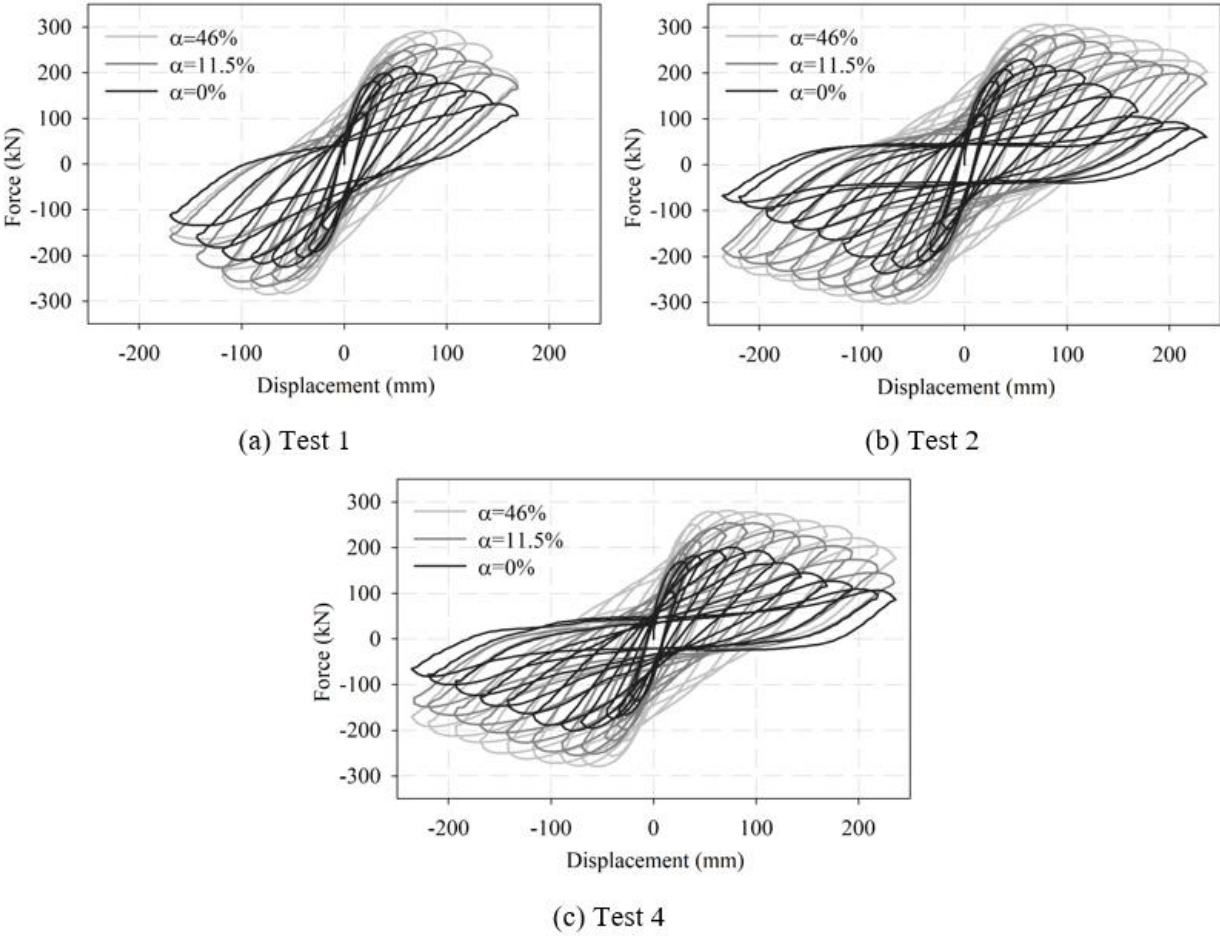 Force (kN)
300
200
100
0
-100
-200
-300
α=46%
α=11.5%
α=0%
-200 -100 0 100 200
Displacement (mm)
(a) Test 1
Force (kN)
300
200
100
0
-100
-200
-300
α=46%
α=11.5%
α=0%
-200 -100 0 100 200
Displacement (mm)
(b) Test 2
Force (kN)
300
200
100
0
-100
-200
-300
α=46%
α=11.5%
α=0%
-200 -100 0 100 200
Displacement (mm)
(c) Test 4